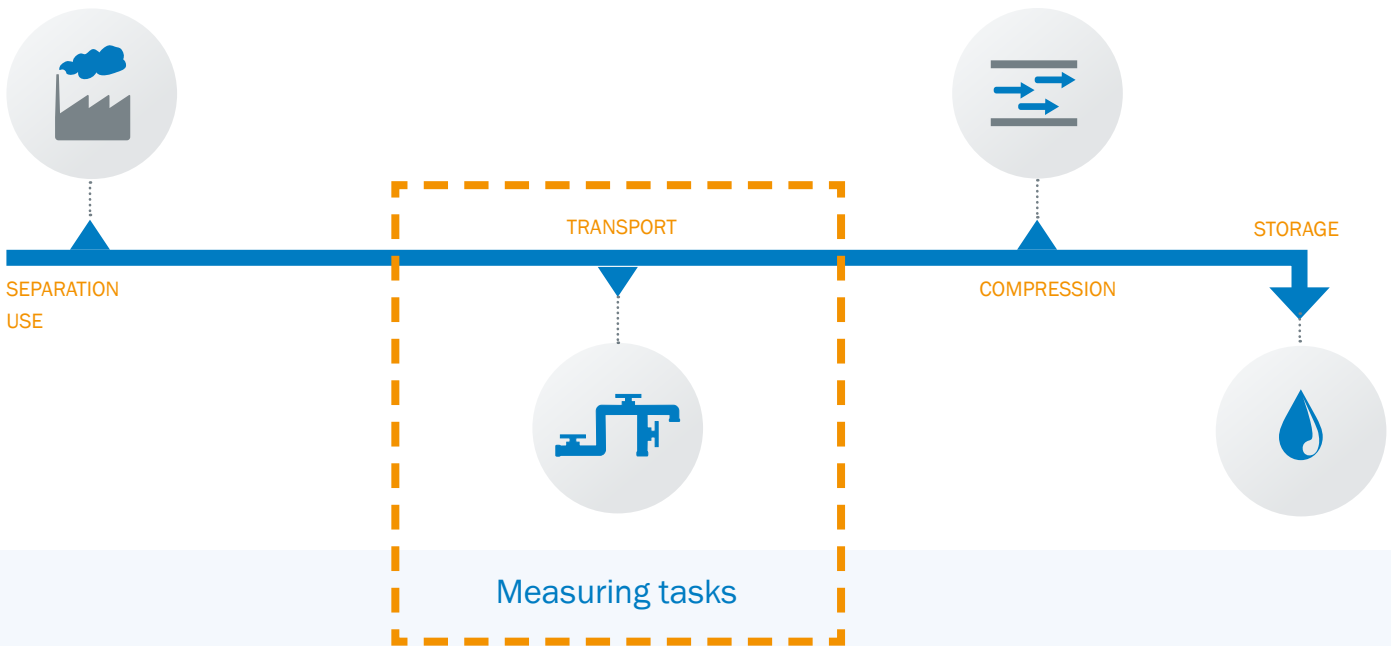 TRANSPORT
STORAGE
SEPARATION
USE
COMPRESSION
Measuring tasks